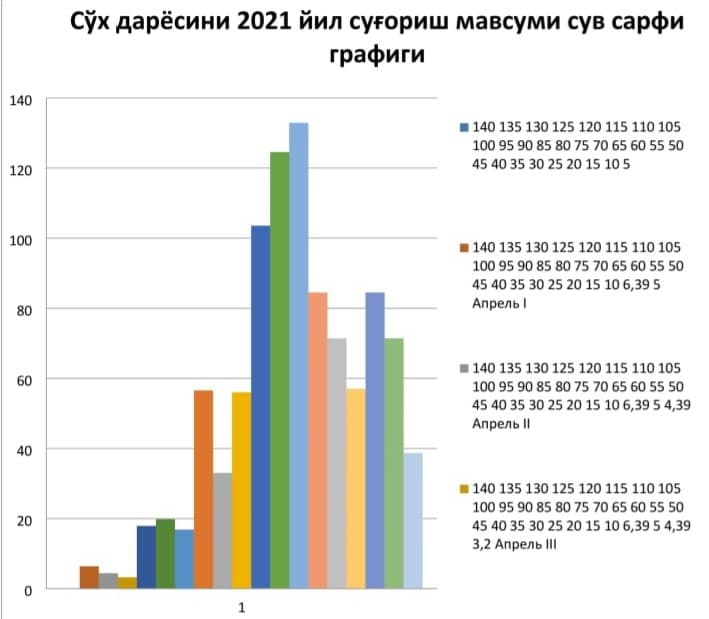 Сўх дарёсини 2021 йил суғориш мавсуми сув сарфи
графиги
140
120
100
80
60
40
20
0
1
140 135 130 125 120 115 110 105
100 95 90 85 80 75 70 65 60 55 50
45 40 35 30 25 20 15 10 5
140 135 130 125 120 115 110 105
100 95 90 85 80 75 70 65 60 55 50
45 40 35 30 25 20 15 10 6,39 5
Апрель I
140 135 130 125 120 115 110 105
100 95 90 85 80 75 70 65 60 55 50
45 40 35 30 25 20 15 10 6,39 5 4,39
Апрель II
140 135 130 125 120 115 110 105
100 95 90 85 80 75 70 65 60 55 50
45 40 35 30 25 20 15 10 6,39 5 4,39
3,2 Апрель III